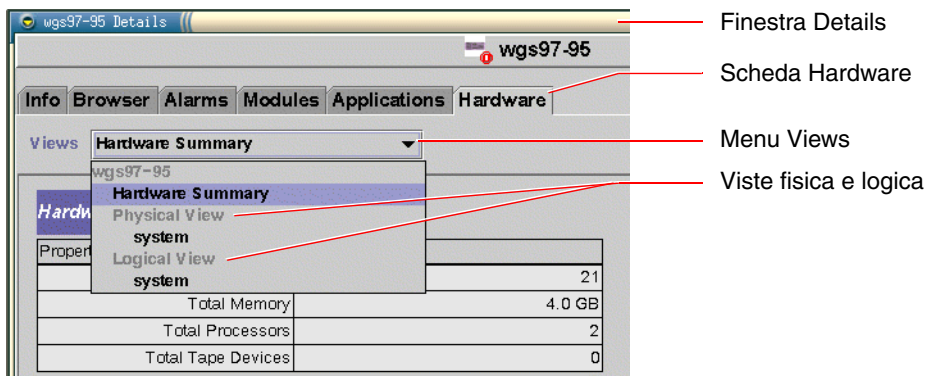 wgs97-95 Details
Finestra Details
wgs97-95
Scheda Hardware
Info Browser Alarms Modules Applications Hardware
Views Hardware Summary
Menu Views
wgs97-95
Hardware Summary
Viste fisica e logica
Hardw
Physical View
system
Propert
Logical View
system
21
Total Memory 4.0 GB
Total Processors 2
Total Tape Devices 0